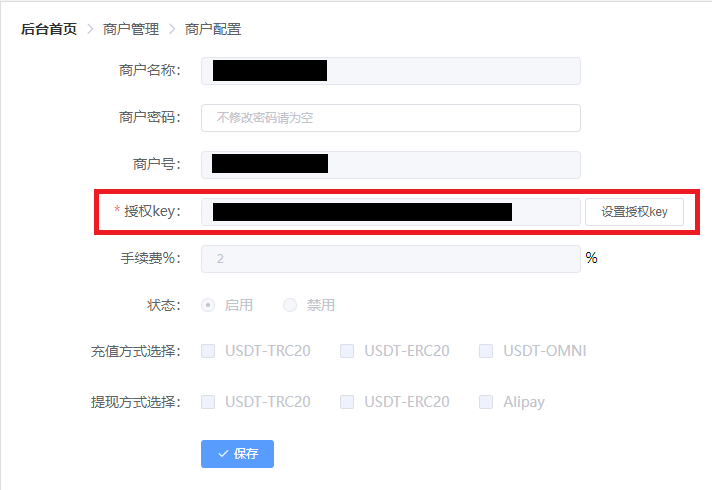 后台首页 > 商户管理 > 商户配置
商户名称：
商户密码： 不修改密码请为空
商户号：
* 授权key： 设置授权key
手续费%： 2 %
状态： 启用 禁用
充值方式选择： USDT-TRC20 USDT-ERC20 USDT-OMNI
提现方式选择： USDT-TRC20 USDT-ERC20 Alipay
保存